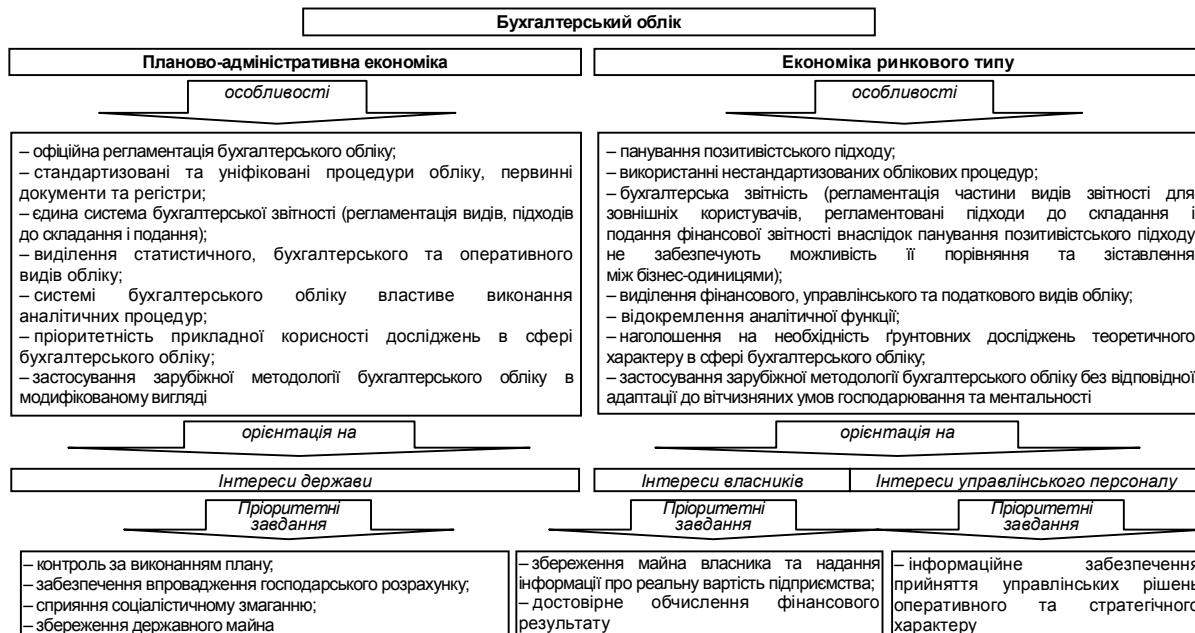 Бухгалтерський облік
Планово-адміністративна економіка
особливості
– офіційна регламентація бухгалтерського обліку;
– стандартизовані та уніфіковані процедури обліку, первинні
документи та регістри;
– єдина система бухгалтерської звітності (регламентація видів, підходів
до складання і подання);
– виділення статистичного, бухгалтерського та оперативного
видів обліку;
– системі бухгалтерського обліку властиве виконання
аналітичних процедур;
– пріоритетність прикладної корисності досліджень в сфері
бухгалтерського обліку;
– застосування зарубіжної методології бухгалтерського обліку в
модифікованому вигляді
орієнтація на
Інтереси держави
Пріоритетні
завдання
– контроль за виконанням плану;
– забезпечення впровадження господарського розрахунку;
– сприяння соціалістичному змаганню;
– збереження державного майна
Економіка ринкового типу
особливості
– панування позитивістського підходу;
– використанні нестандартизованих облікових процедур;
– бухгалтерська звітність (регламентація частини видів звітності для
зовнішніх користувачів, регламентовані підходи до складання і
подання фінансової звітності внаслідок панування позитивістського підходу
не забезпечують можливість її порівняння та зіставлення
між бізнес-одиницями);
– виділення фінансового, управлінського та податкового видів обліку;
– відокремлення аналітичної функції;
– наголошення на необхідність ґрунтовних досліджень теоретичного
характеру в сфері бухгалтерського обліку;
– застосування зарубіжної методології бухгалтерського обліку без відповідної
адаптації до вітчизняних умов господарювання та ментальності
орієнтація на
Інтереси власників
Пріоритетні
завдання
– збереження майна власника та надання
інформації про реальну вартість підприємства;
– достовірне обчислення фінансового
результату
Інтереси управлінського персоналу
Пріоритетні
завдання
– інформаційне забезпечення
прийняття управлінських рішень
оперативного та стратегічного
характеру